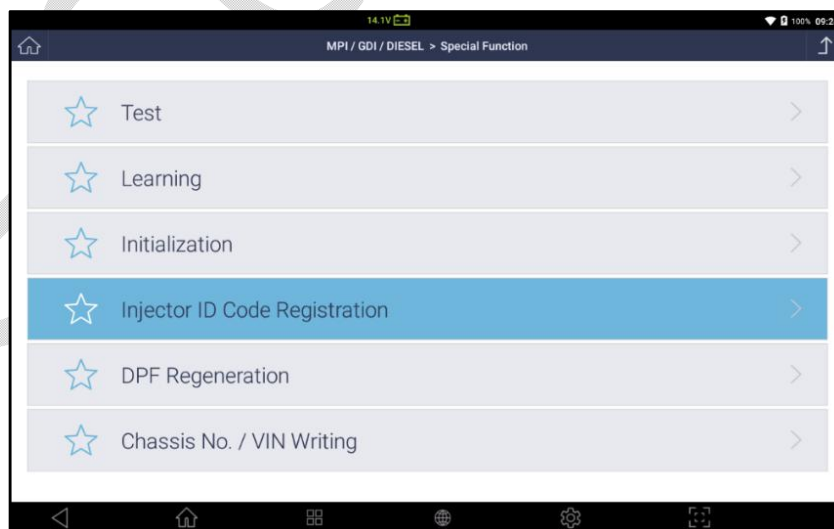 14.1V
100% 09:2
MPI / GDI / DIESEL > Special Function
Test
Learning
Initialization
Injector ID Code Registration
DPF Regeneration
Chassis No. / VIN Writing